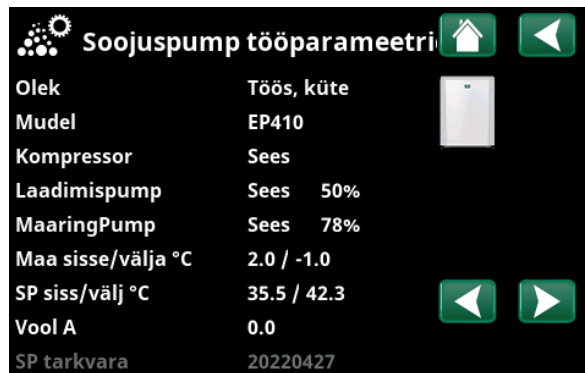 Soojuspump tööparameetri
Olek Töös, küte
Mudel EP410
Kompressor Sees
Laadimispump Sees 50%
MaaringPump Sees 78%
Maa sisse/välja °C 2.0 / -1.0
SP siss/välj °C 35.5 / 42.3
Vool A 0.0
SP tarkvara 20220427